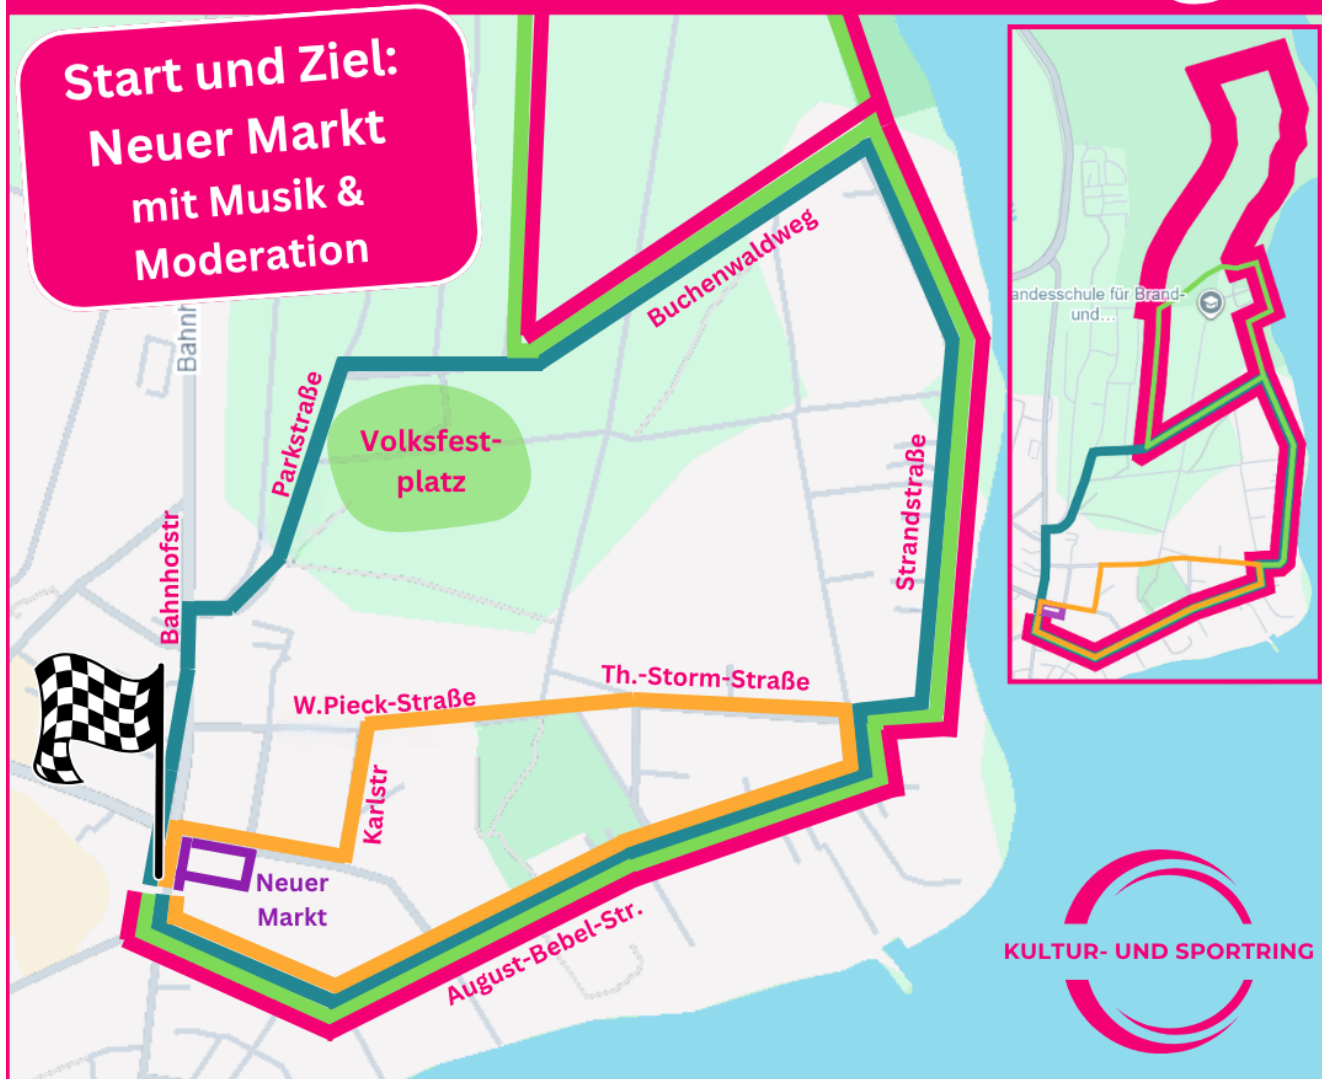 Start und Ziel:
Neuer Markt
mit Musik &
Moderation
Bahnh
Buchenwaldweg
Parkstraße
Volksfest-
platz
Strandstraße
Bahnhofstr
W.Pieck-Straße
Th.-Storm-Straße
Karlstr
Neuer
Markt
August-Bebel-Str.
andesschule für Brand-
und...
KULTUR- UND SPORTRING